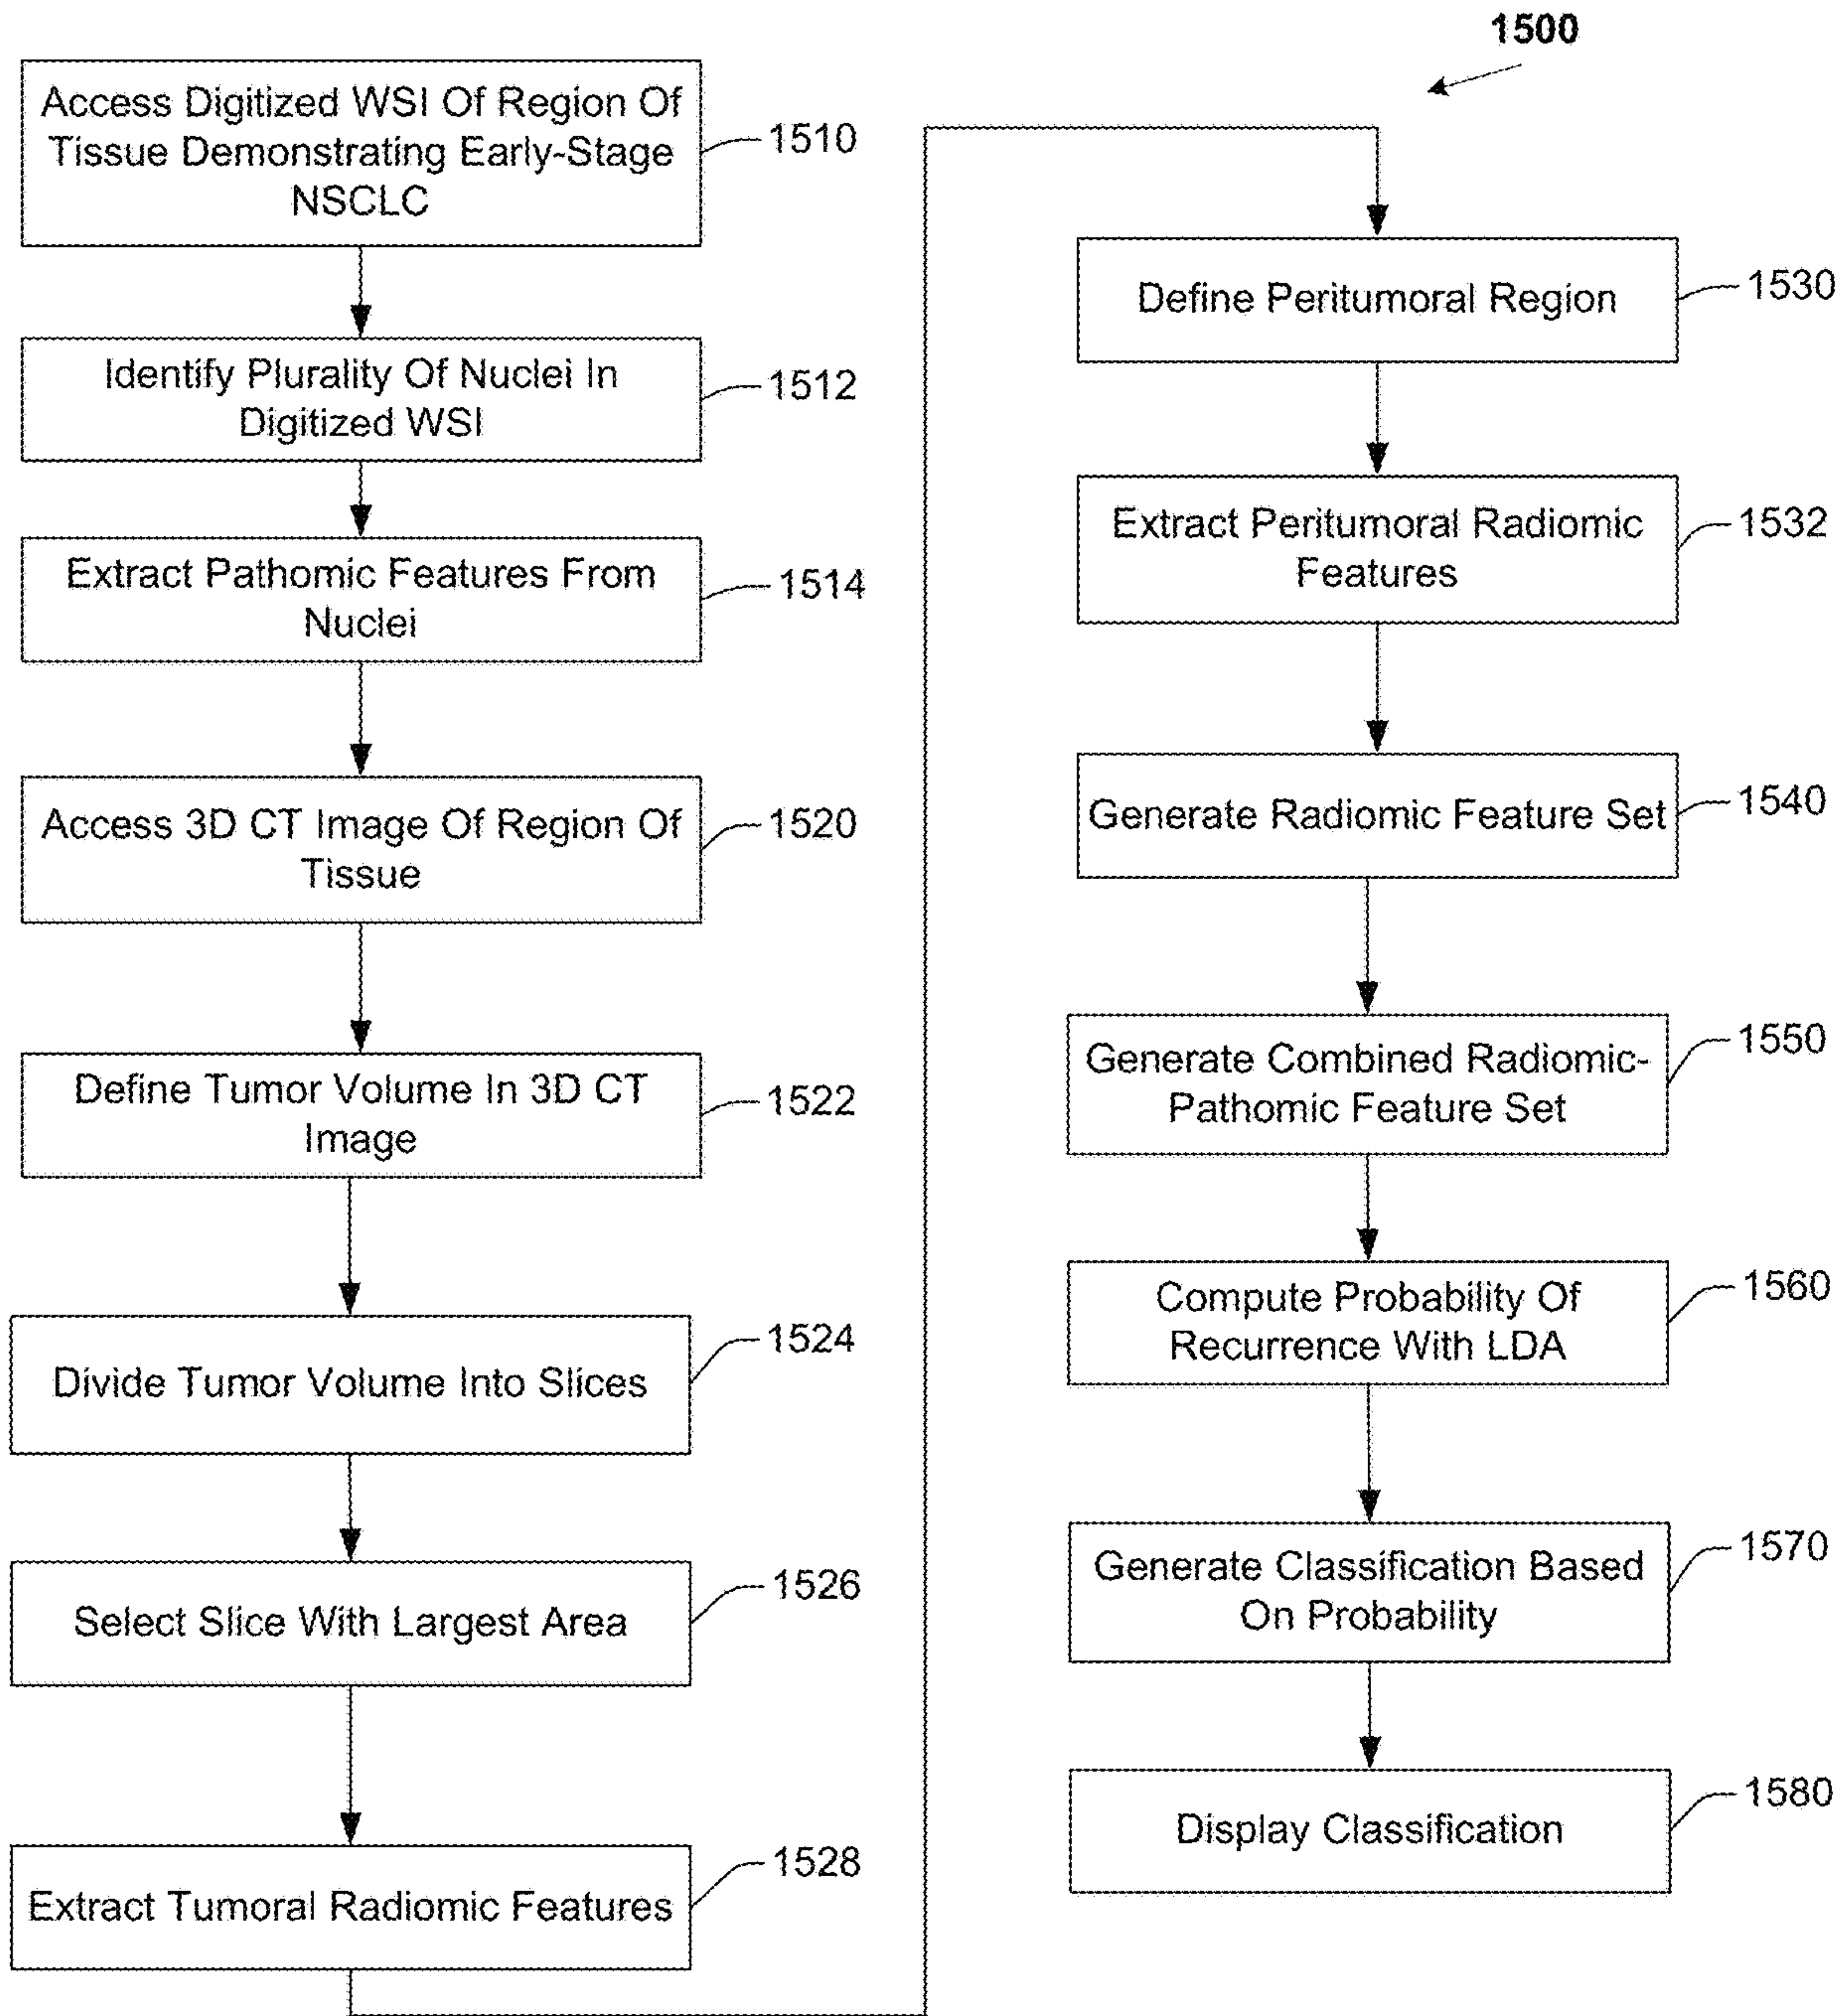 1500
Access Digitized WSI Of Region Of
Tissue Demonstrating Early-Stage
NSCLC
1510
Identify Plurality Of Nuclei In
Digitized WSI
1512
Extract Pathomic Features From
Nuclei
1514
Access 3D CT Image Of Region Of
Tissue
1520
Define Tumor Volume In 3D CT
Image
1522
Divide Tumor Volume Into Slices
1524
Select Slice With Largest Area
1526
Extract Tumoral Radiomic Features
1528
Define Peritumoral Region
1530
Extract Peritumoral Radiomic
Features
1532
Generate Radiomic Feature Set
1540
Generate Combined Radiomic-
Pathomic Feature Set
1550
Compute Probability Of
Recurrence With LDA
1560
Generate Classification Based
On Probability
1570
Display Classification
1580